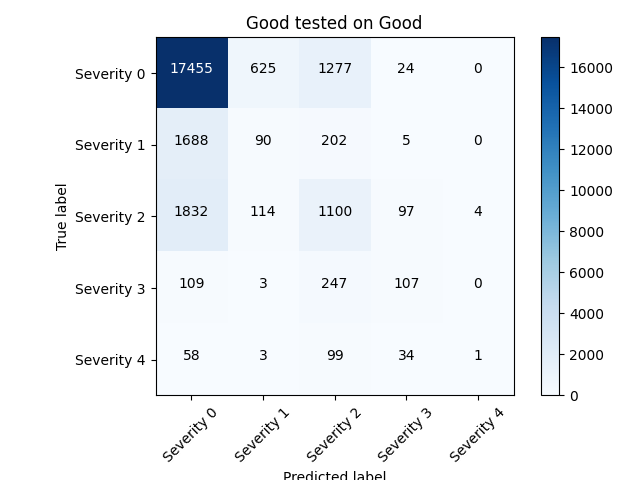 Good tested on Good
Severity 0 17455 625 1277 24 0
Severity 1 1688 90 202 5 0
Severity 2 1832 114 1100 97 4
Severity 3 109 3 247 107 0
Severity 4 58 3 99 34 1
Severity 0 Severity 1 Severity 2 Severity 3 Severity 4
True label
Predicted label
16000
14000
12000
10000
8000
6000
4000
2000
0